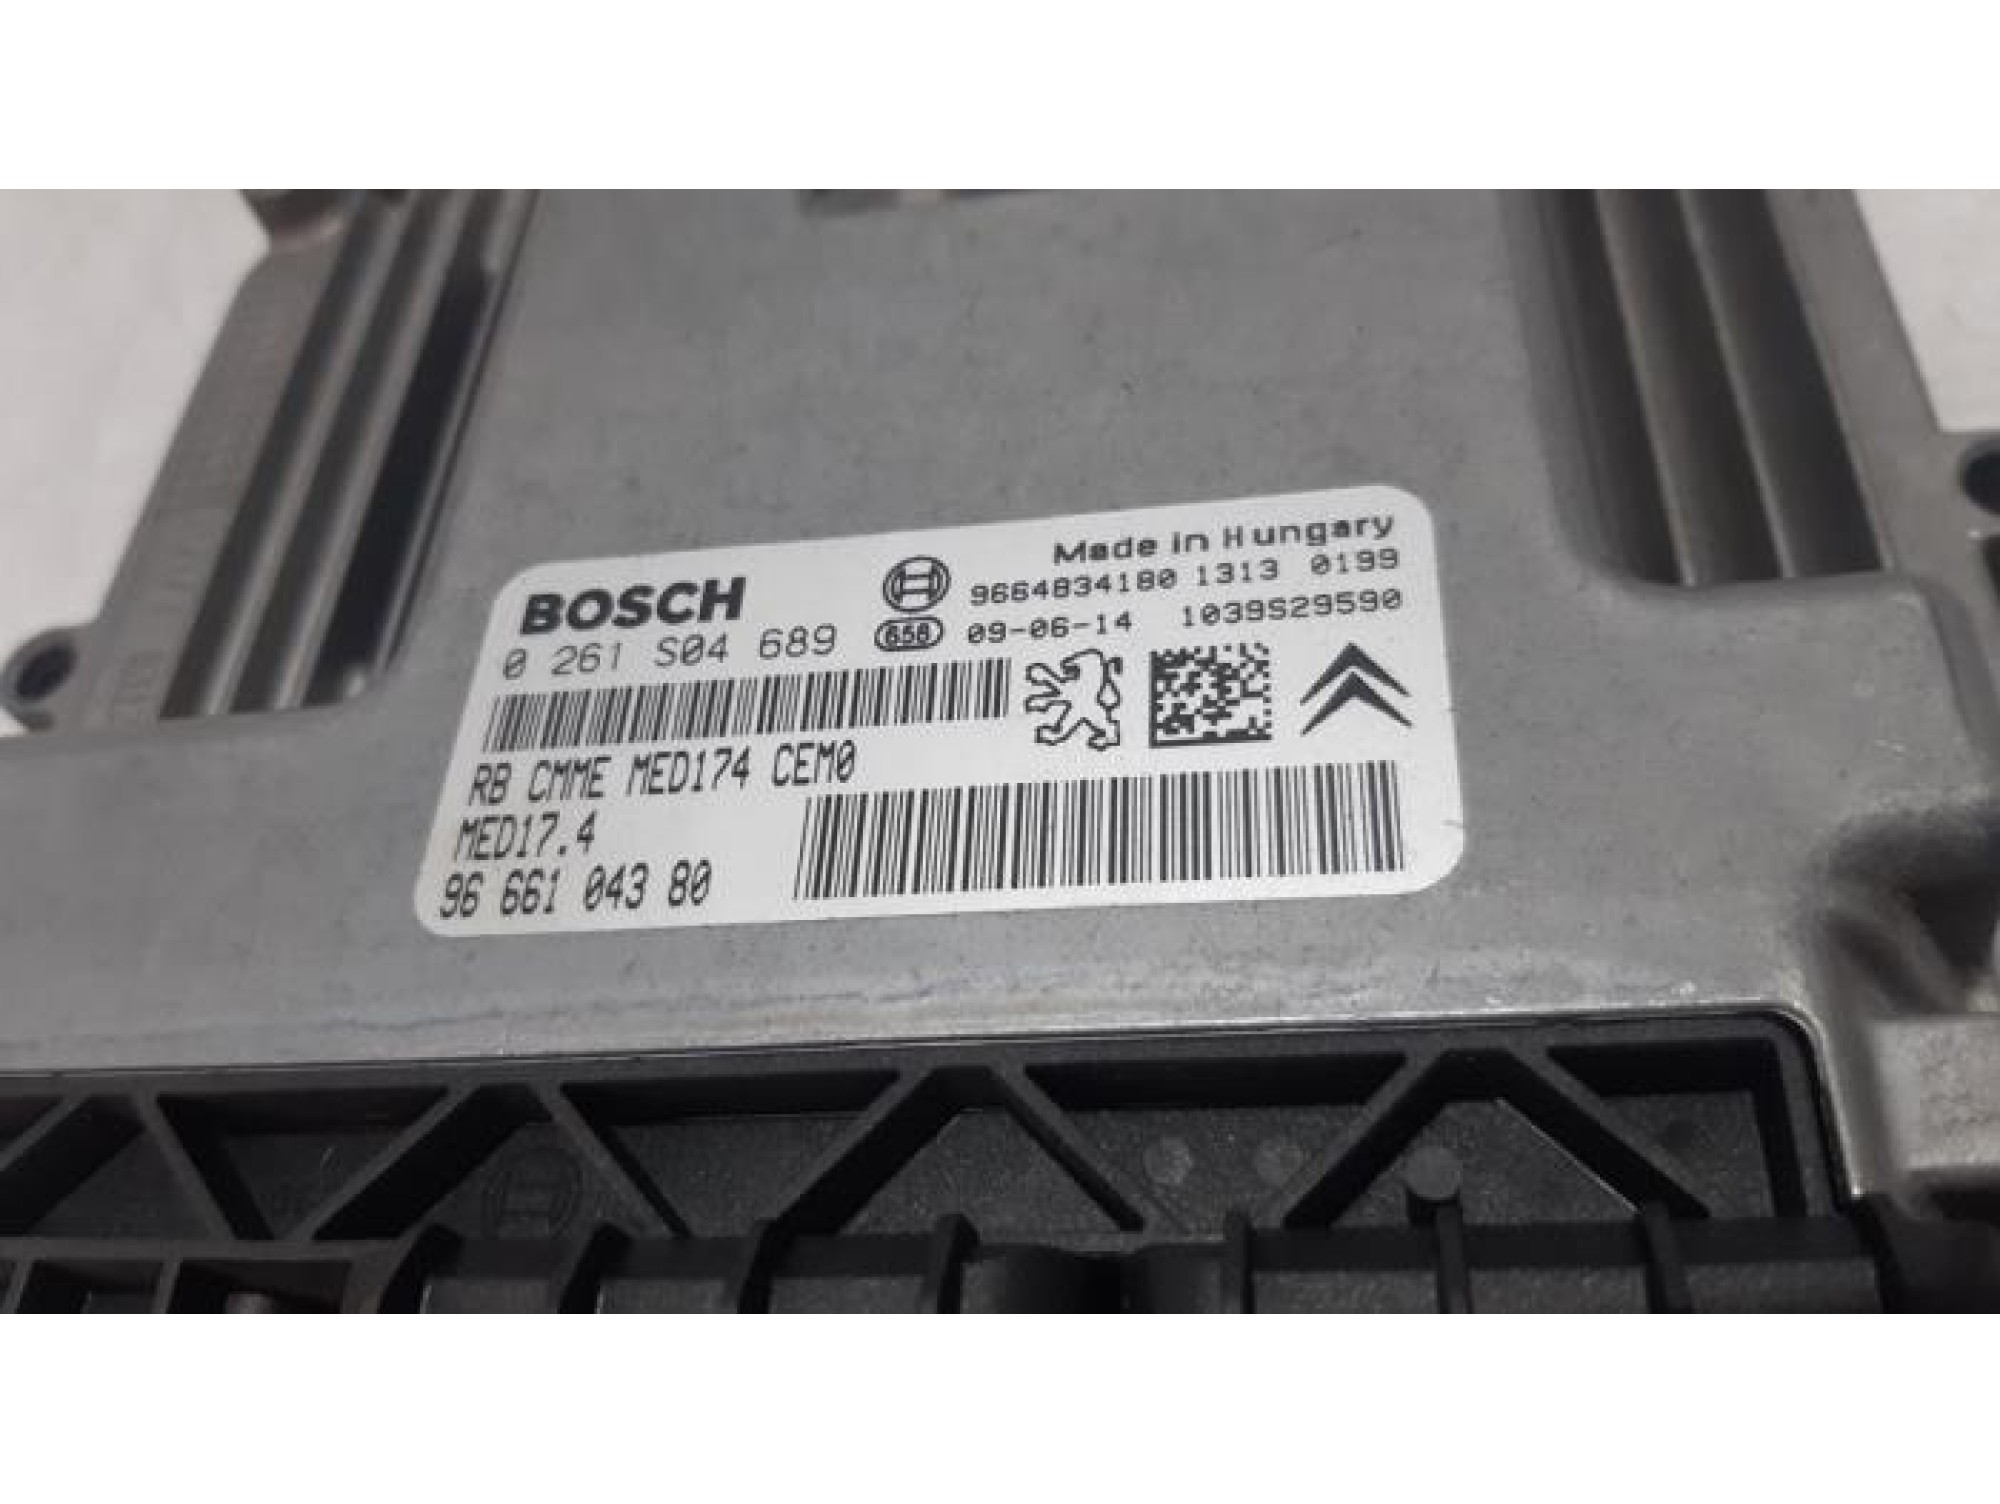 Made in Hungary
BOSCH
9664834180 1313 0199
0 261 S04 689
658 09-06-14 1039S29590
RB CMME MED174 CEM0
MED17.4
96 661 043 80